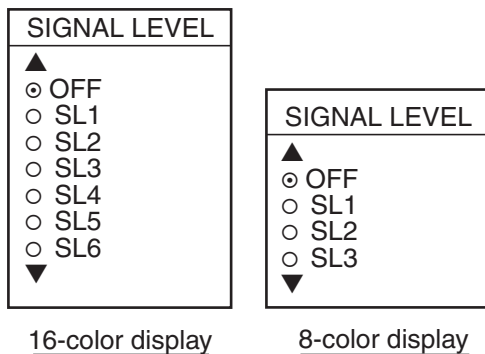 SIGNAL LEVEL
OFF
SL1
SL2
SL3
SL4
SL5
SL6
16-color display
SIGNAL LEVEL
OFF
SL1
SL2
SL3
8-color display